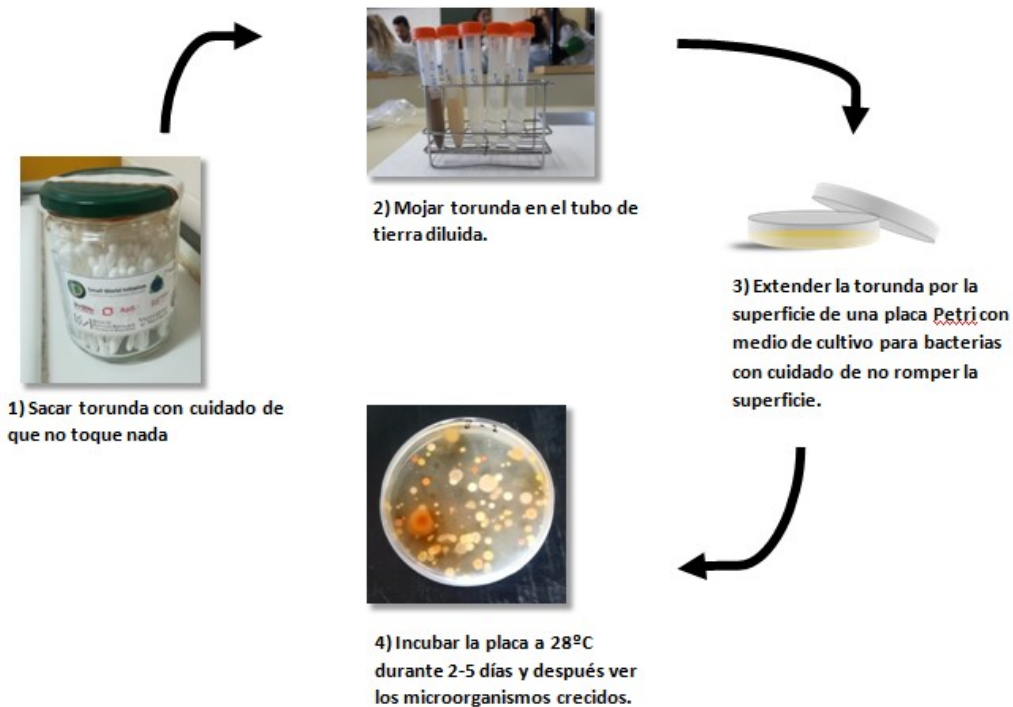 1) Sacar torunda con cuidado de
que no toque nada
Small World Initiative
2) Mojar torunda en el tubo de
tierra diluida.
3) Extender la torunda por la
superficie de una placa Petri con
medio de cultivo para bacterias
con cuidado de no romper la
superficie.
4) Incubar la placa a 28ºC
durante 2-5 días y después ver
los microorganismos crecidos.